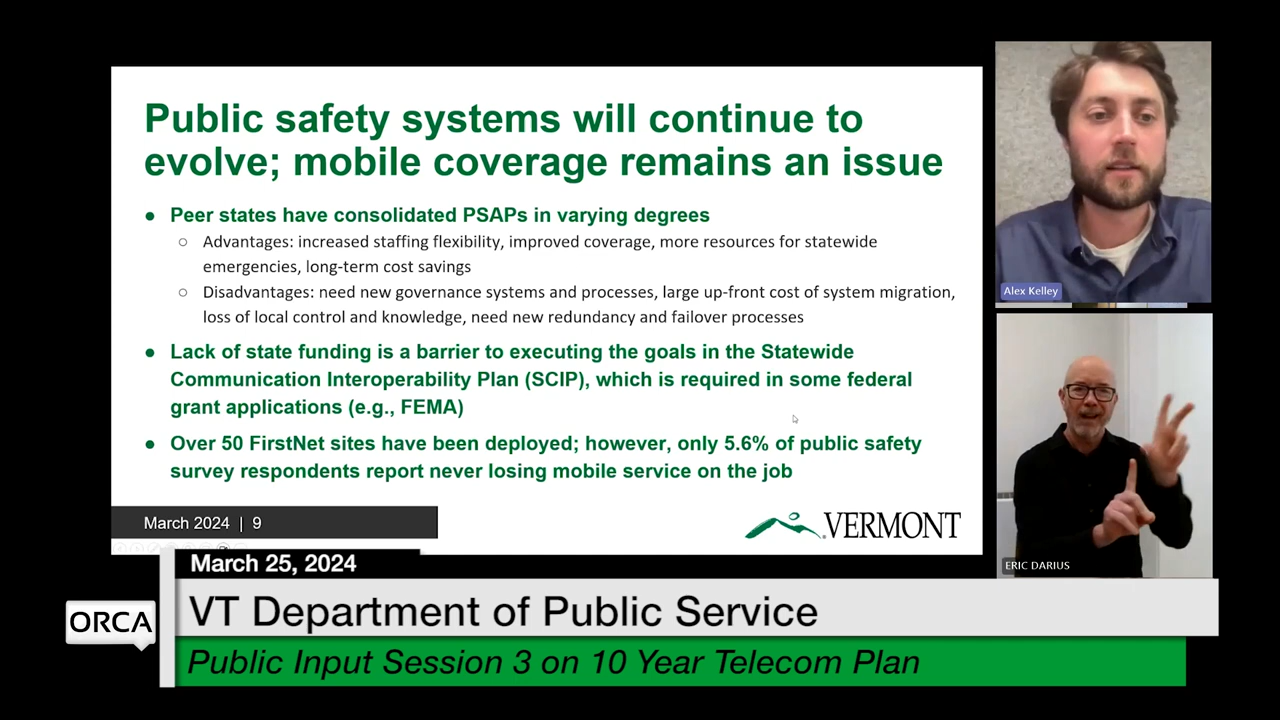 Public safety systems will continue to
evolve; mobile coverage remains an issue
● Peer states have consolidated PSAPs in varying degrees
○ Advantages: increased staffing flexibility, improved coverage, more resources for statewide
emergencies, long-term cost savings
○ Disadvantages: need new governance systems and processes, large up-front cost of system migration,
loss of local control and knowledge, need new redundancy and failover processes
● Lack of state funding is a barrier to executing the goals in the Statewide
Communication Interoperability Plan (SCIP), which is required in some federal
grant applications (e.g., FEMA)
● Over 50 FirstNet sites have been deployed; however, only 5.6% of public safety
survey respondents report never losing mobile service on the job
March 2024 | 9
VERMONT
Alex Kelley
ERIC DARIUS
March 25, 2024
ORCA
VT Department of Public Service
Public Input Session 3 on 10 Year Telecom Plan